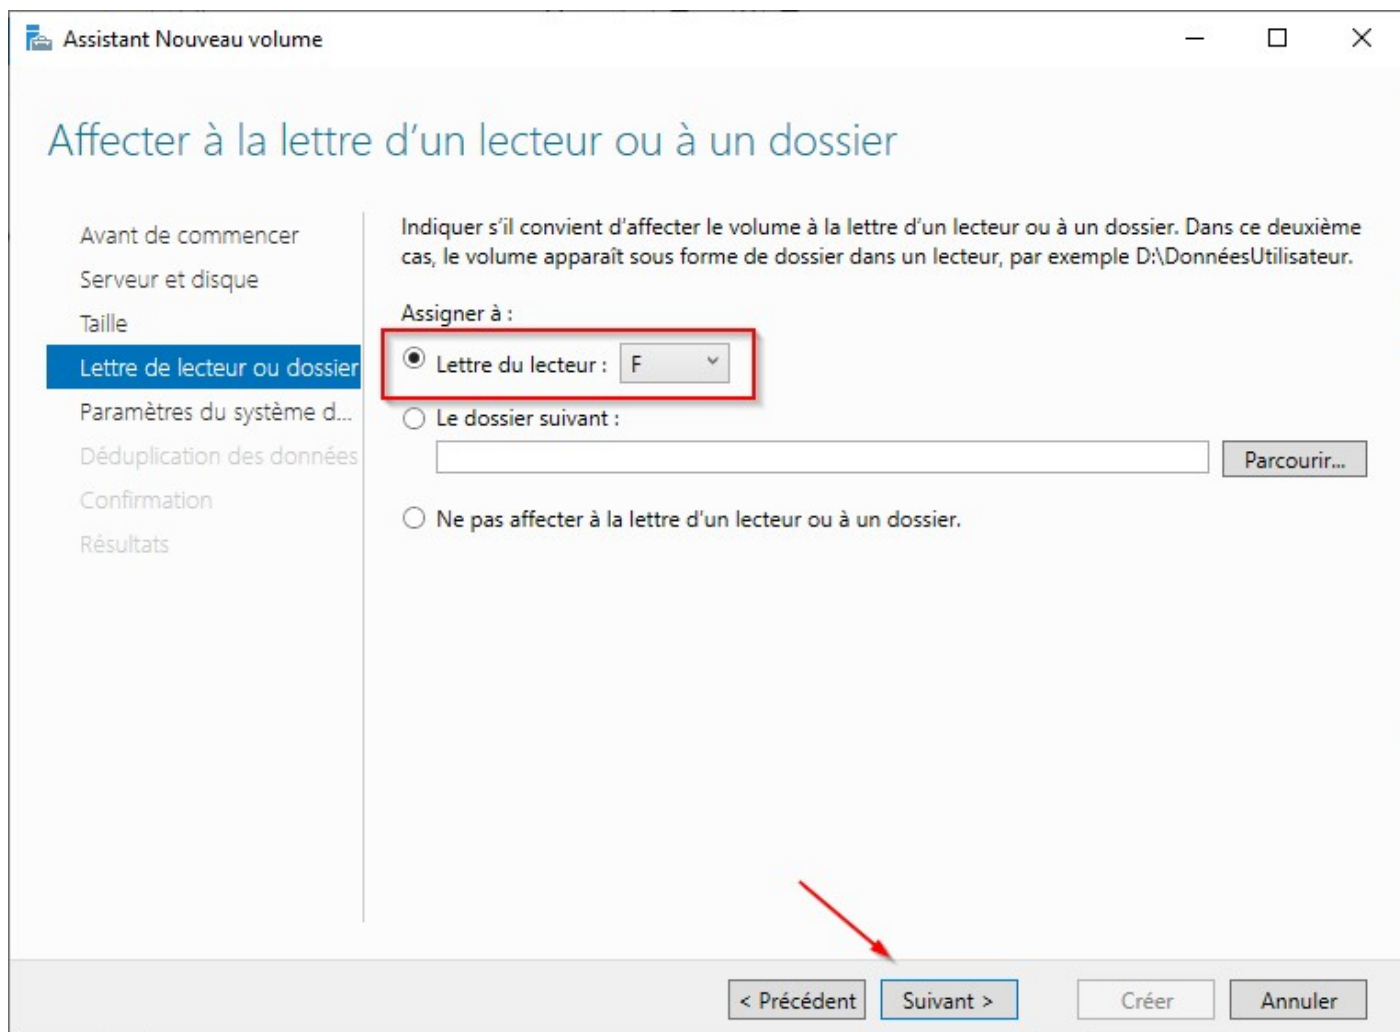 Assistant Nouveau volume
Affecter à la lettre d'un lecteur ou à un dossier
Avant de commencer
Serveur et disque
Taille
Lettre de lecteur ou dossier
Paramètres du système d...
Déduplication des données
Confirmation
Résultats
Indiquer s'il convient d'affecter le volume à la lettre d'un lecteur ou à un dossier. Dans ce deuxième
cas, le volume apparaît sous forme de dossier dans un lecteur, par exemple D:\DonnéesUtilisateur.
Assigner à :
Lettre du lecteur : F
Le dossier suivant :
Parcourir...
Ne pas affecter à la lettre d'un lecteur ou à un dossier.
< Précédent Suivant > Créer Annuler